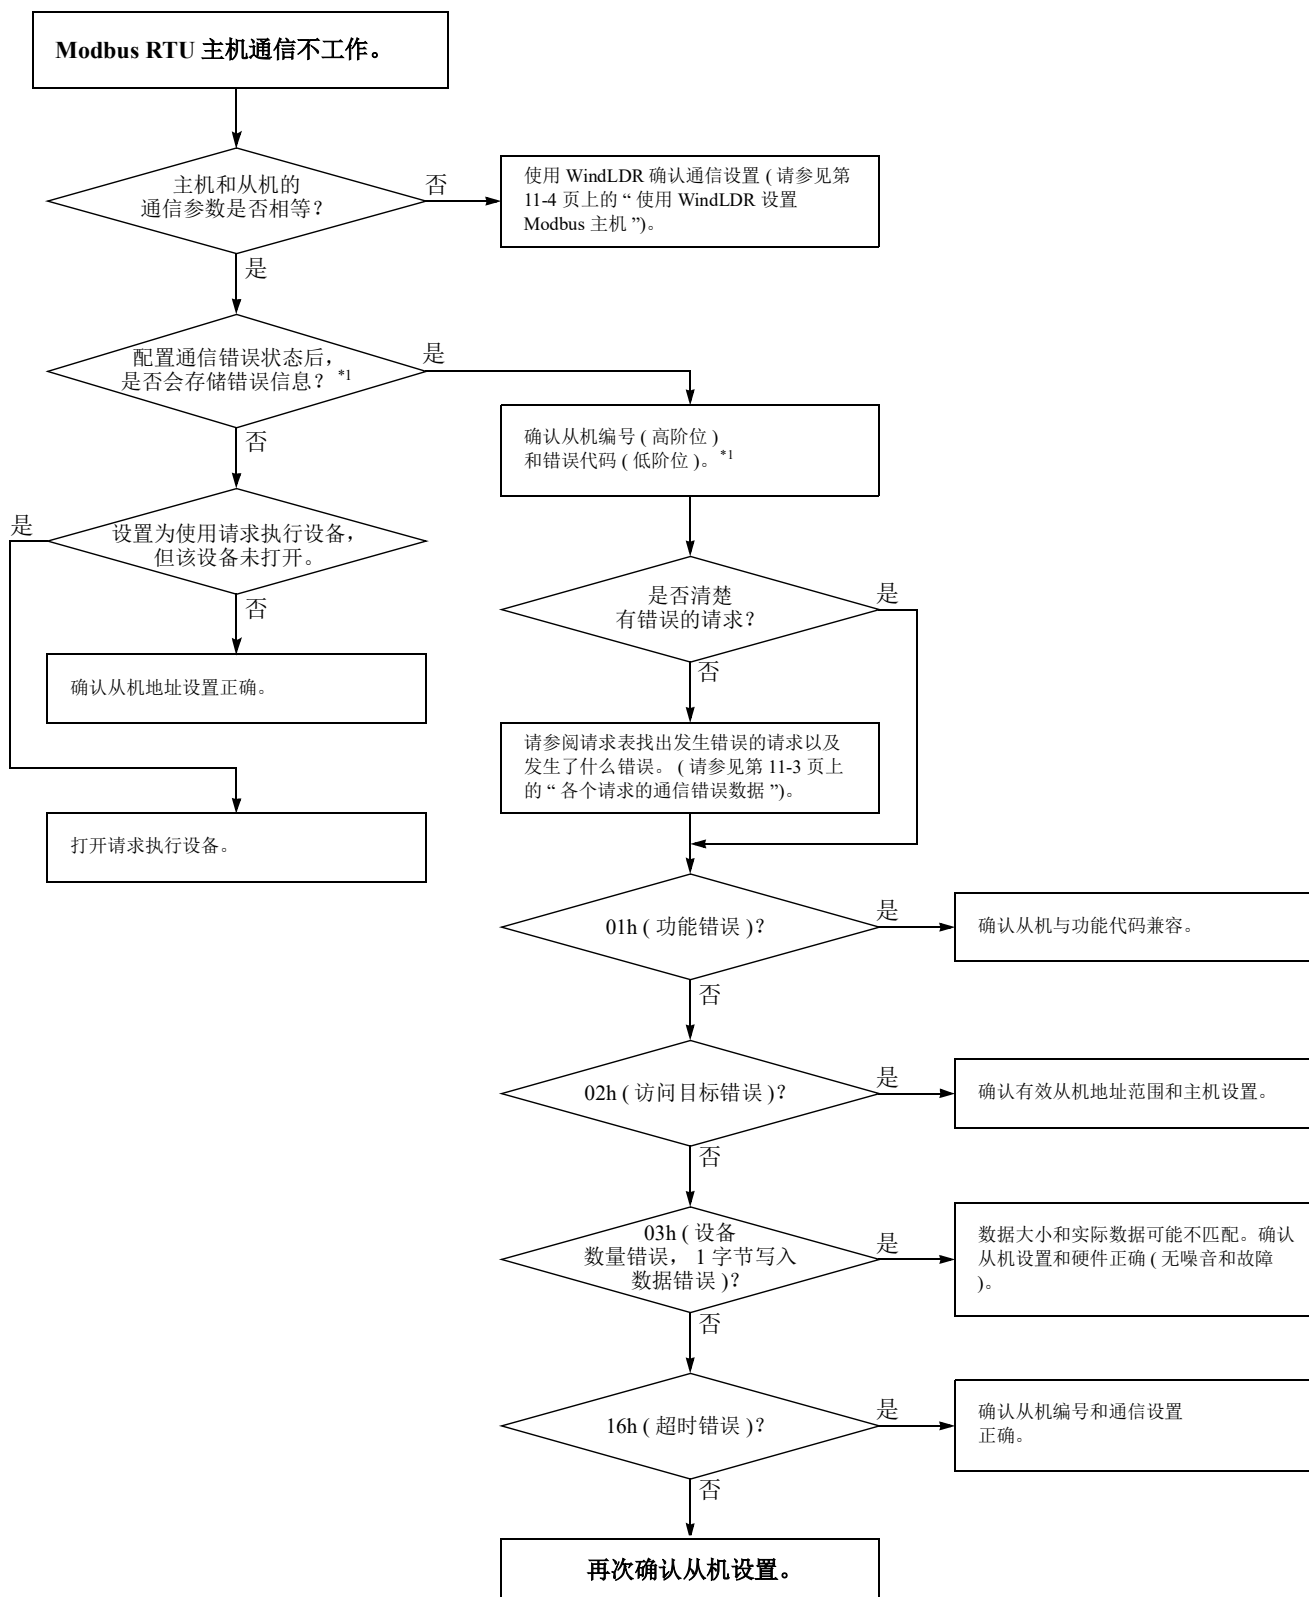 Modbus RTU 主机通信不工作。
主机和从机的
通信参数是否相等？
否
使用 WindLDR 确认通信设置 ( 请参见第
11-4 页上的 “ 使用 WindLDR 设置
Modbus 主机 ”)。
是
配置通信错误状态后，
是否会存储错误信息？ *1
是
否
确认从机编号 ( 高阶位 )
和错误代码 ( 低阶位 )。*1
是
设置为使用请求执行设备，
但该设备未打开。
否
是否清楚
有错误的请求？
是
否
确认从机地址设置正确。
请参阅请求表找出发生错误的请求以及
发生了什么错误。 ( 请参见第 11-3 页上
的 “ 各个请求的通信错误数据 ”)。
打开请求执行设备。
01h ( 功能错误 )？
是
确认从机与功能代码兼容。
否
02h ( 访问目标错误 )？
是
确认有效从机地址范围和主机设置。
否
03h ( 设备
数量错误， 1 字节写入
数据错误 )？
是
数据大小和实际数据可能不匹配。确认
从机设置和硬件正确 ( 无噪音和故障
)。
否
16h ( 超时错误 )？
是
确认从机编号和通信设置
正确。
否
再次确认从机设置。